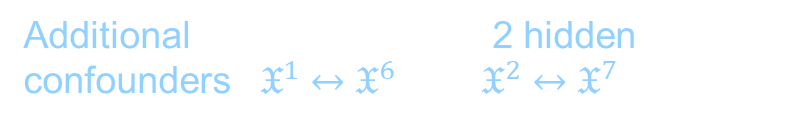 Additional 2 hidden
confounders 𝔛¹ ↔ 𝔛⁶ 𝔛² ↔ 𝔛⁷